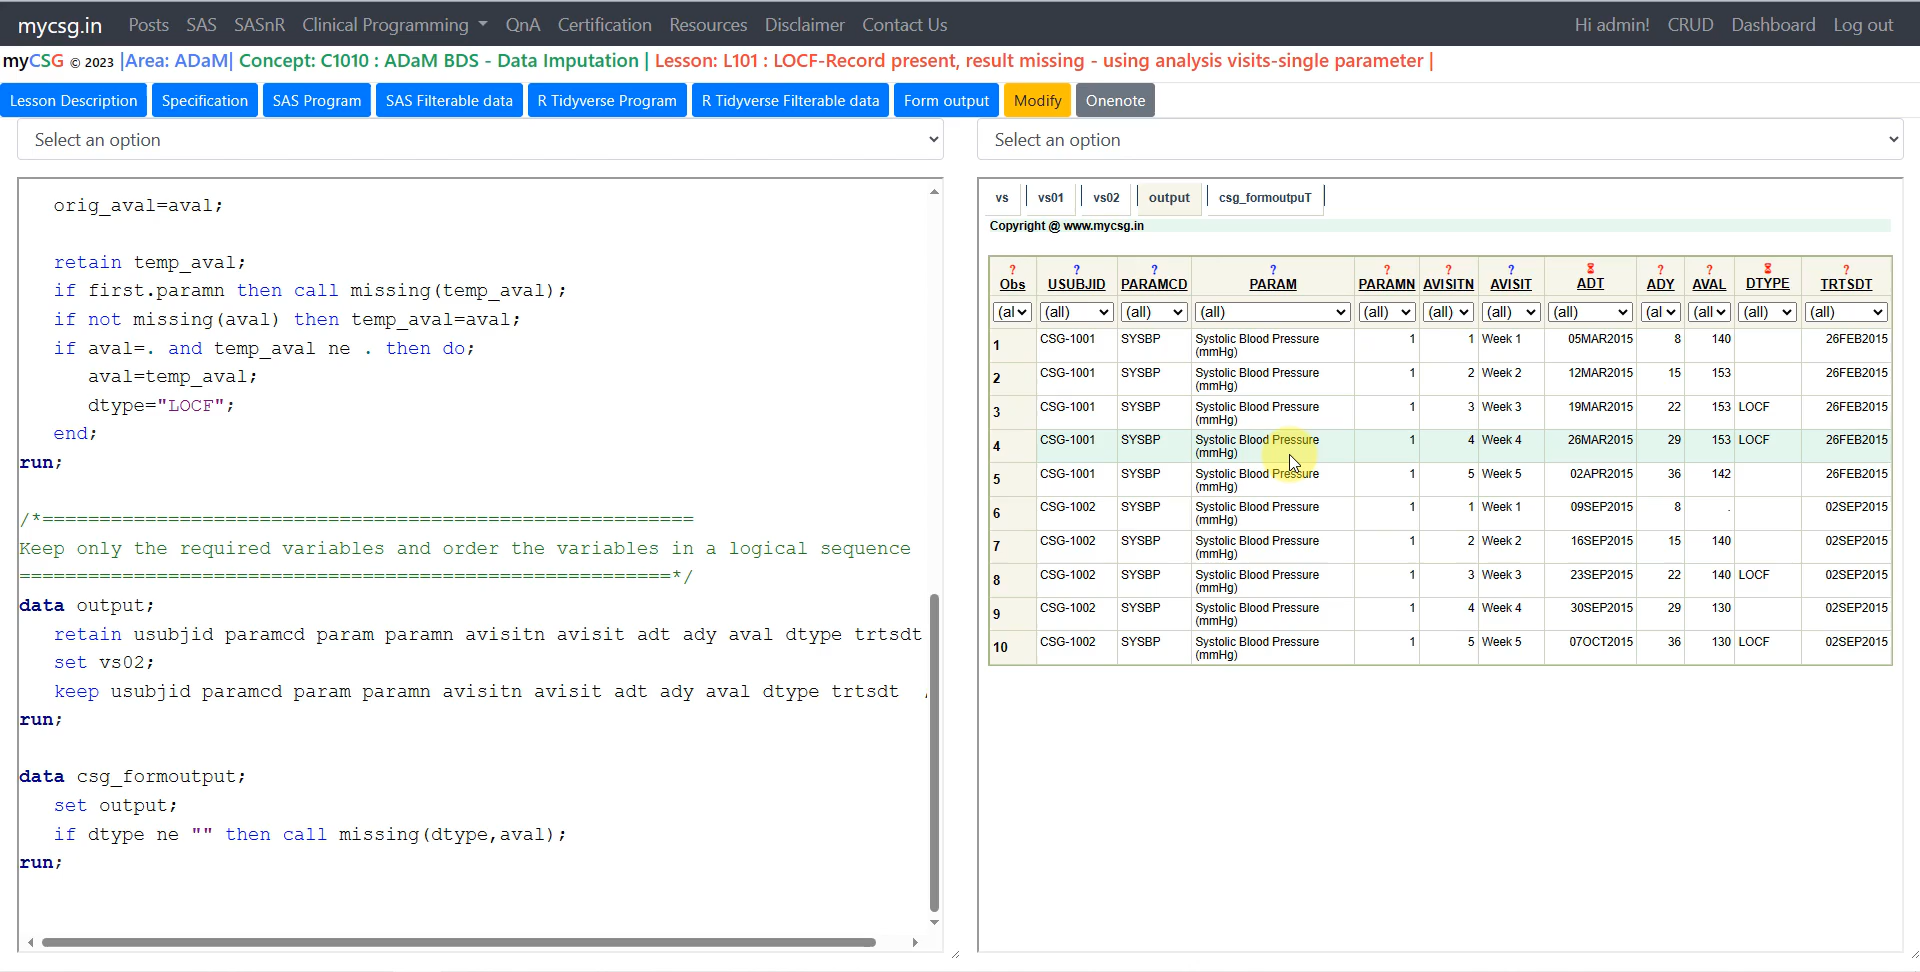 mycsg.in Posts SAS SASnR Clinical Programming QnA Certification Resources Disclaimer Contact Us Hi admin! CRUD Dashboard Log out
myCSG © 2023 |Area: ADaM| Concept: C1010 : ADaM BDS - Data Imputation | Lesson: L101 : LOCF-Record present, result missing - using analysis visits-single parameter |
Lesson Description Specification SAS Program SAS Filterable data R Tidyverse Program R Tidyverse Filterable data Form output Modify Onenote
Select an option
orig_aval=aval;
retain temp_aval;
if first.paramn then call missing(temp_aval);
if not missing(aval) then temp_aval=aval;
if aval=. and temp_aval ne . then do;
aval=temp_aval;
dtype="LOCF";
end;
run;
/*=========================================================
Keep only the required variables and order the variables in a logical sequence
=========================================================*/
data output;
retain usubjid paramcd param paramn avisitn avisit adt ady aval dtype trtsdt
set vs02;
keep usubjid paramcd param paramn avisitn avisit adt ady aval dtype trtsdt
run;
data csg_formoutput;
set output;
if dtype ne "" then call missing(dtype,aval);
run;
Select an option
vs vs01 vs02 output csg_formoutpuT
Copyright @ www.mycsg.in
? ? ? ? ? ? ? ? ? ?
Obs USUBJID PARAMCD PARAM PARAMN AVISITN AVISIT ADT ADY AVAL DTYPE TRTSDT
(al (all) (all) (all) (all) (all) (all) (all) (al (all (all) (all)
1 CSG-1001 SYSBP Systolic Blood Pressure (mmHg) 1 1 Week 1 05MAR2015 8 140 26FEB2015
2 CSG-1001 SYSBP Systolic Blood Pressure (mmHg) 1 2 Week 2 12MAR2015 15 153 26FEB2015
3 CSG-1001 SYSBP Systolic Blood Pressure (mmHg) 1 3 Week 3 19MAR2015 22 153 LOCF 26FEB2015
4 CSG-1001 SYSBP Systolic Blood Pressure (mmHg) 1 4 Week 4 26MAR2015 29 153 LOCF 26FEB2015
5 CSG-1001 SYSBP Systolic Blood Pressure (mmHg) 1 5 Week 5 02APR2015 36 142 26FEB2015
6 CSG-1002 SYSBP Systolic Blood Pressure (mmHg) 1 1 Week 1 09SEP2015 8 . 02SEP2015
7 CSG-1002 SYSBP Systolic Blood Pressure (mmHg) 1 2 Week 2 16SEP2015 15 140 02SEP2015
8 CSG-1002 SYSBP Systolic Blood Pressure (mmHg) 1 3 Week 3 23SEP2015 22 140 LOCF 02SEP2015
9 CSG-1002 SYSBP Systolic Blood Pressure (mmHg) 1 4 Week 4 30SEP2015 29 130 02SEP2015
10 CSG-1002 SYSBP Systolic Blood Pressure (mmHg) 1 5 Week 5 07OCT2015 36 130 LOCF 02SEP2015